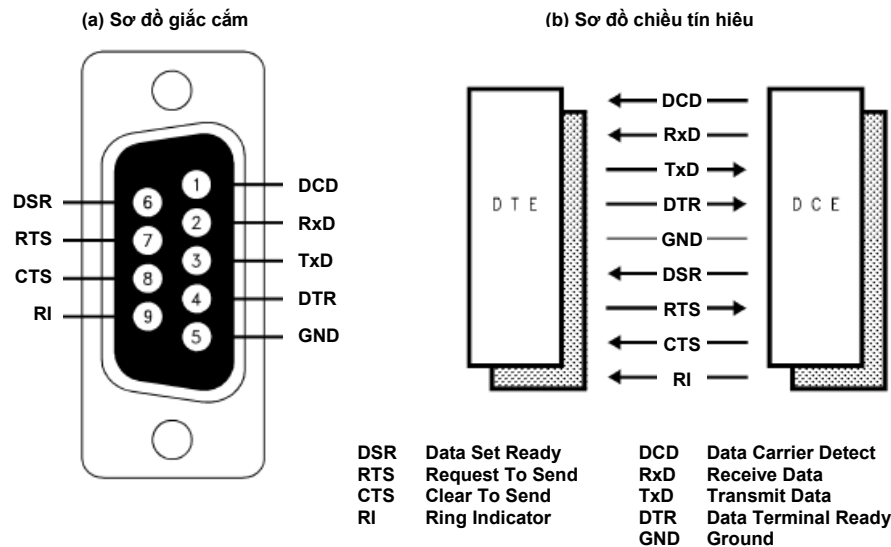 (a) Sơ đồ giắc cắm
DSR
RTS
CTS
RI
6
7
8
9
1
2
3
4
5
DCD
RxD
TxD
DTR
GND
(b) Sơ đồ chiều tín hiêu
DTE
DCD
RxD
TxD
DTR
GND
DSR
RTS
CTS
RI
DCE
DSR Data Set Ready
RTS Request To Send
CTS Clear To Send
RI Ring Indicator
DCD Data Carrier Detect
RxD Receive Data
TxD Transmit Data
DTR Data Terminal Ready
GND Ground